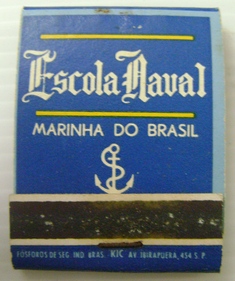 Escola Naval
MARINHA DO BRASIL
FOSFOROS DE SEG. IND. BRAS. KIC AV. IBIRAPUERA, 454 S. P.